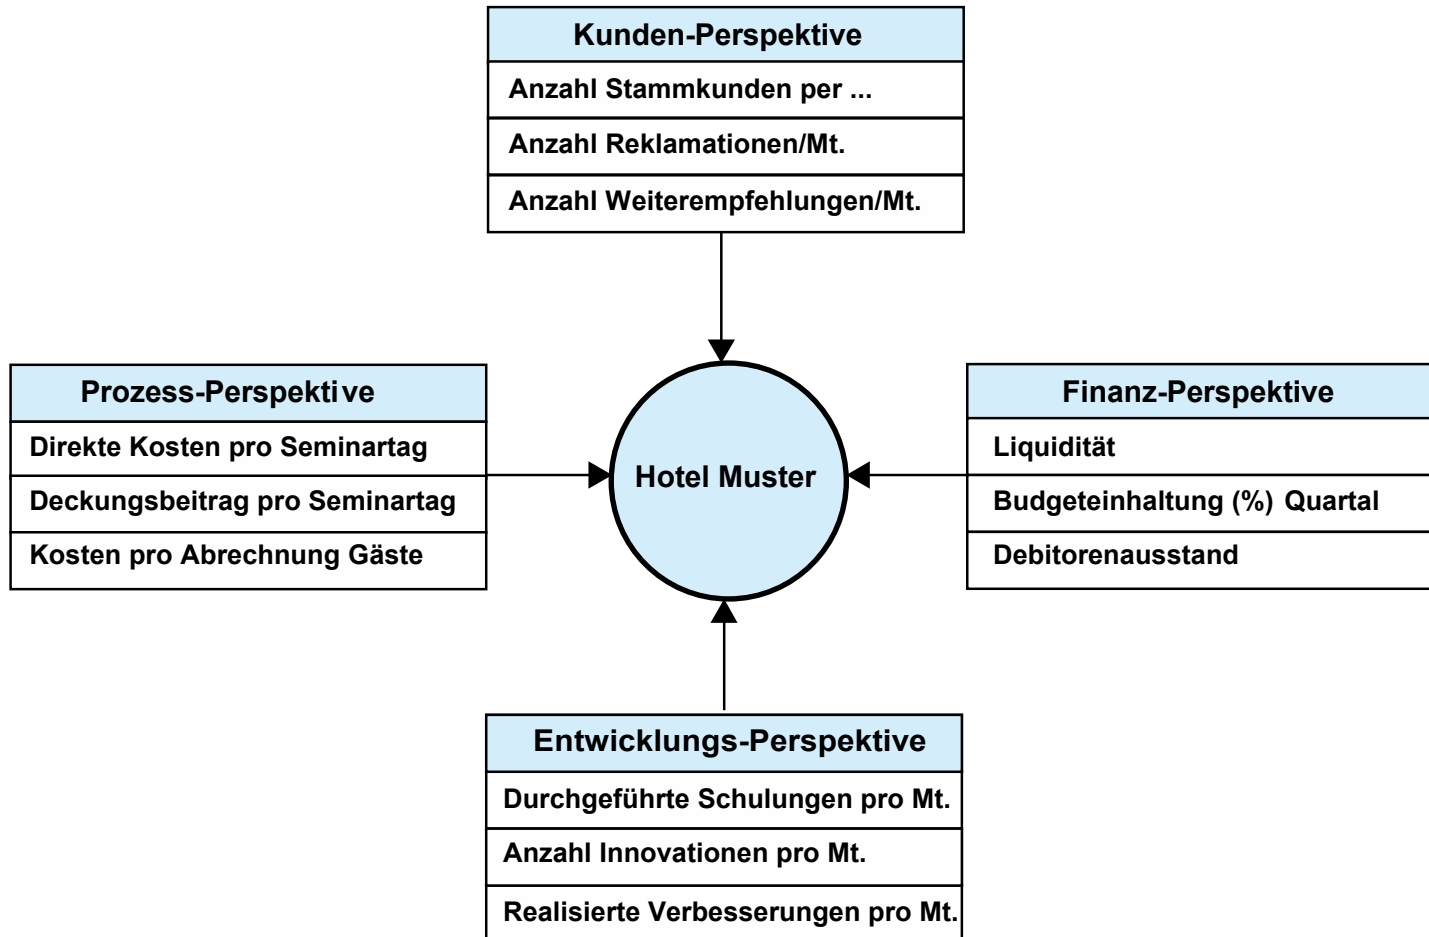 Kunden-Perspektive
Anzahl Stammkunden per ...
Anzahl Reklamationen/Mt.
Anzahl Weiterempfehlungen/Mt.
Prozess-Perspektive
Direkte Kosten pro Seminartag
Deckungsbeitrag pro Seminartag
Kosten pro Abrechnung Gäste
Hotel Muster
Finanz-Perspektive
Liquidität
Budgeteinhaltung (%) Quartal
Debitorenausstand
Entwicklungs-Perspektive
Durchgeführte Schulungen pro Mt.
Anzahl Innovationen pro Mt.
Realisierte Verbesserungen pro Mt.